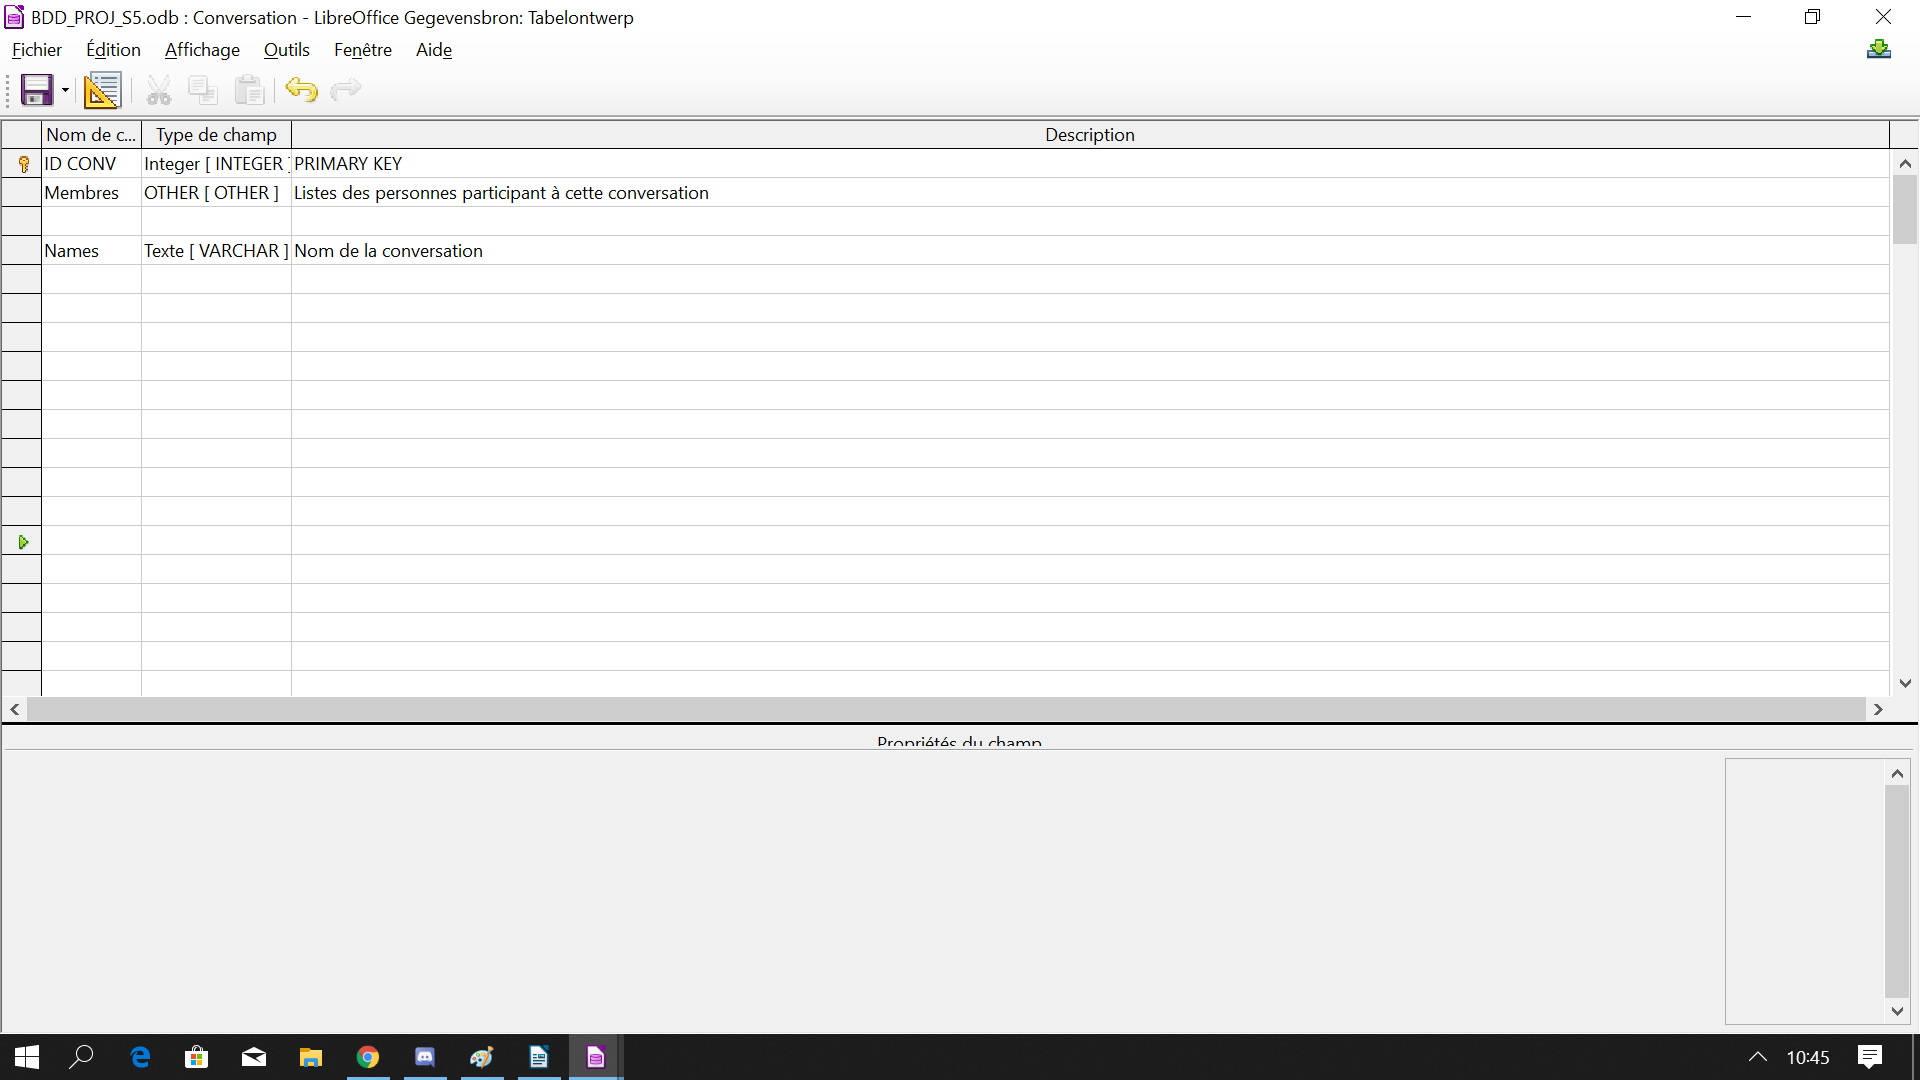 BDD_PROJ_S5.odb : Conversation - LibreOffice Gegevensbron: Tabelontwerp
Fichier Édition Affichage Outils Fenêtre Aide
Nom de c... Type de champ Description
ID CONV Integer [ INTEGER ] PRIMARY KEY
Membres OTHER [ OTHER ] Listes des personnes participant à cette conversation
Names Texte [ VARCHAR ] Nom de la conversation
Propriétés du champ
10:45